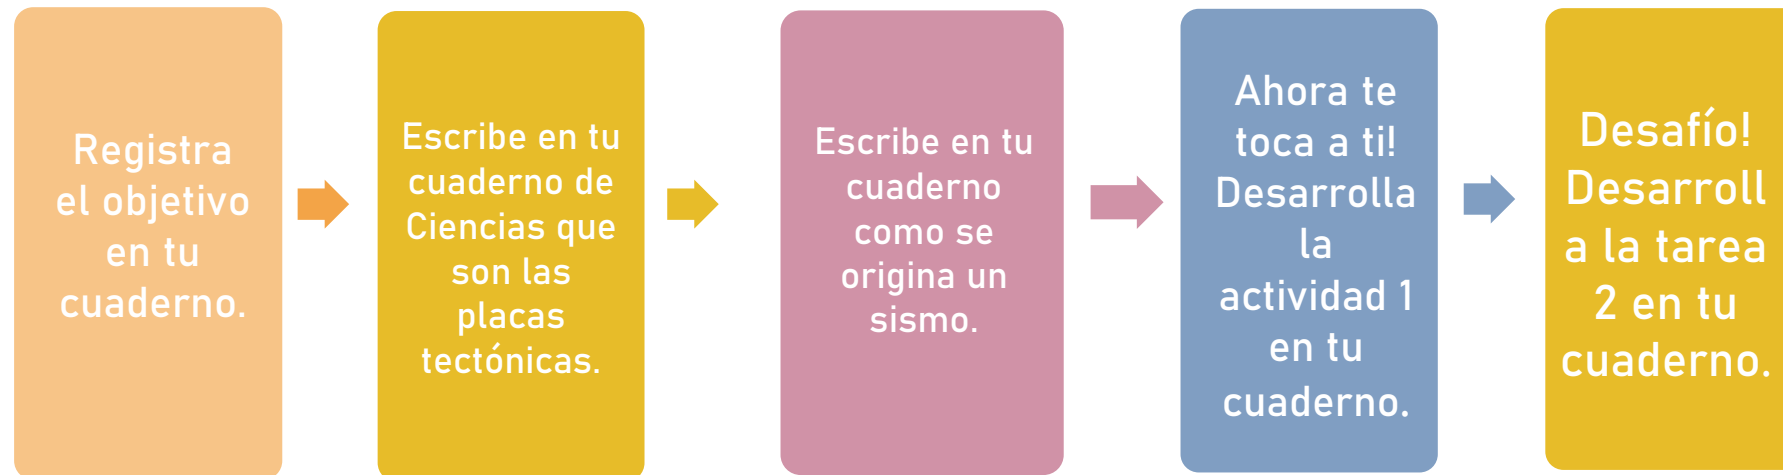 Registra
el objetivo
en tu
cuaderno.
Escribe en tu
cuaderno de
Ciencias que
son las
placas
tectónicas.
Escribe en tu
cuaderno
como se
origina un
sismo.
Ahora te
toca a ti!
Desarrolla
la
actividad 1
en tu
cuaderno.
Desafío!
Desarroll
a la tarea
2 en tu
cuaderno.